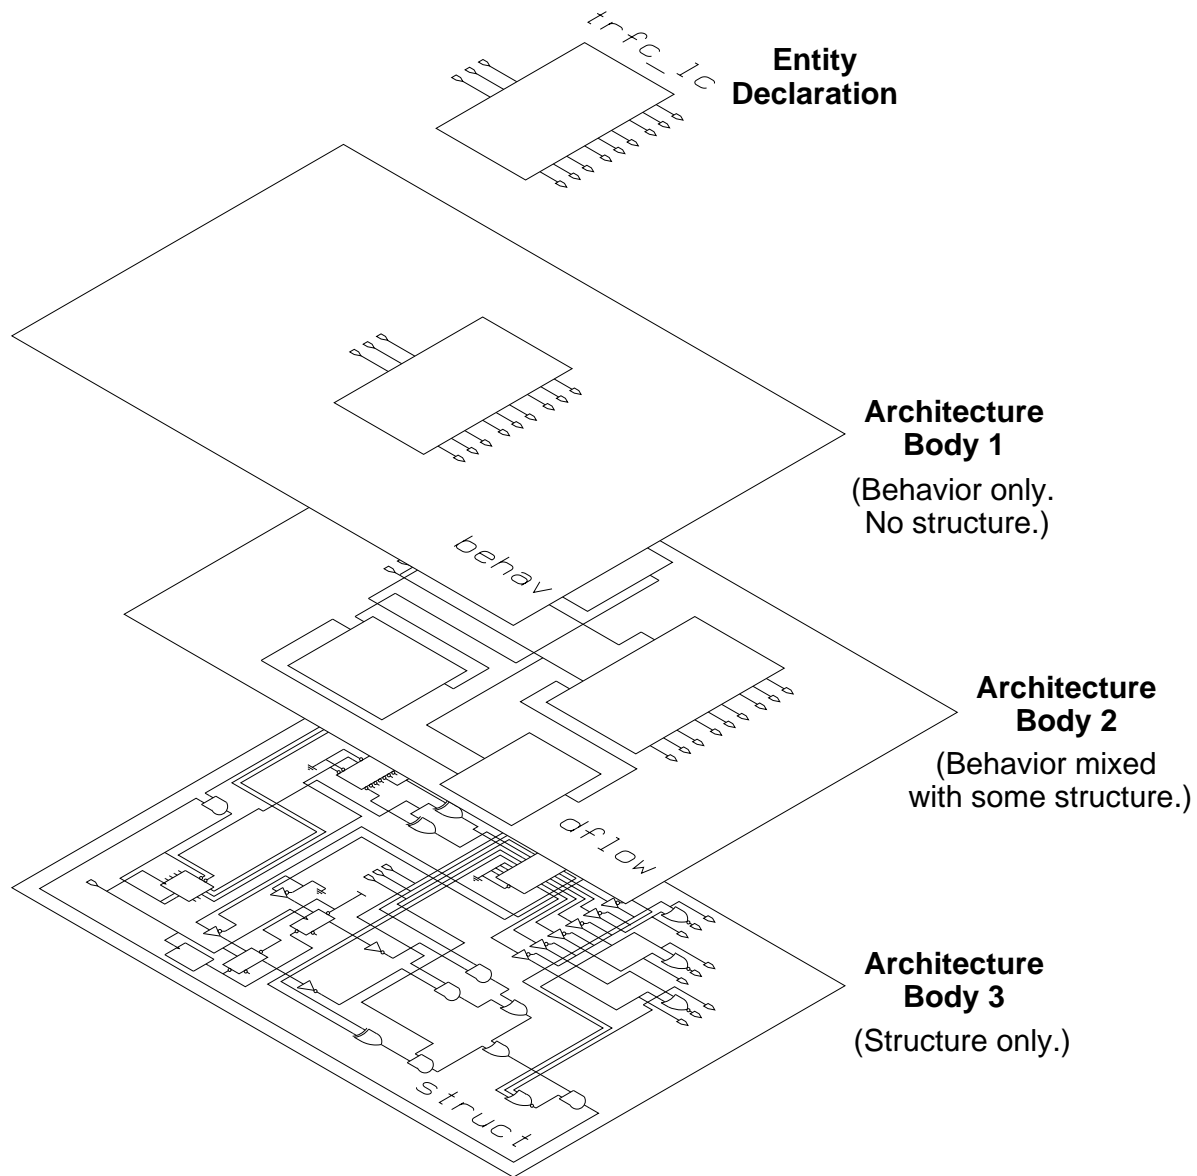 trfc_lc
Entity
Declaration
Architecture
Body 1
(Behavior only.
No structure.)
behav
Architecture
Body 2
(Behavior mixed
with some structure.)
dflow
Architecture
Body 3
(Structure only.)
struct